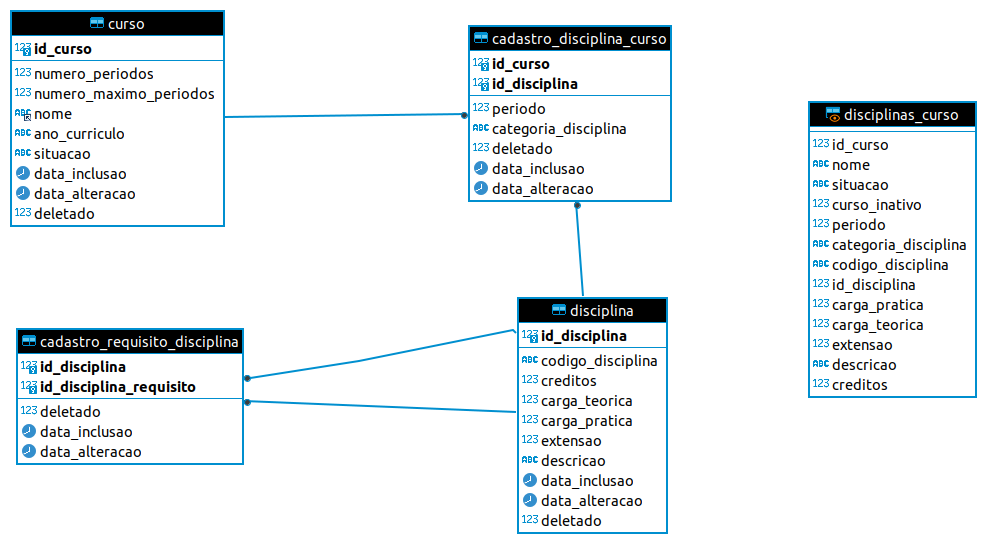 curso
123 id_curso
123 numero_periodos
123 numero_maximo_periodos
ABC nome
ABC ano_curriculo
ABC situacao
data_inclusao
data_alteracao
123 deletado
cadastro_disciplina_curso
123 id_curso
123 id_disciplina
123 periodo
ABC categoria_disciplina
123 deletado
data_inclusao
data_alteracao
disciplinas_curso
123 id_curso
ABC nome
ABC situacao
123 curso_inativo
123 periodo
ABC categoria_disciplina
ABC codigo_disciplina
123 id_disciplina
123 carga_pratica
123 carga_teorica
123 extensao
ABC descricao
123 creditos
cadastro_requisito_disciplina
123 id_disciplina
123 id_disciplina_requisito
123 deletado
data_inclusao
data_alteracao
disciplina
123 id_disciplina
ABC codigo_disciplina
123 creditos
123 carga_teorica
123 carga_pratica
123 extensao
ABC descricao
data_inclusao
data_alteracao
123 deletado